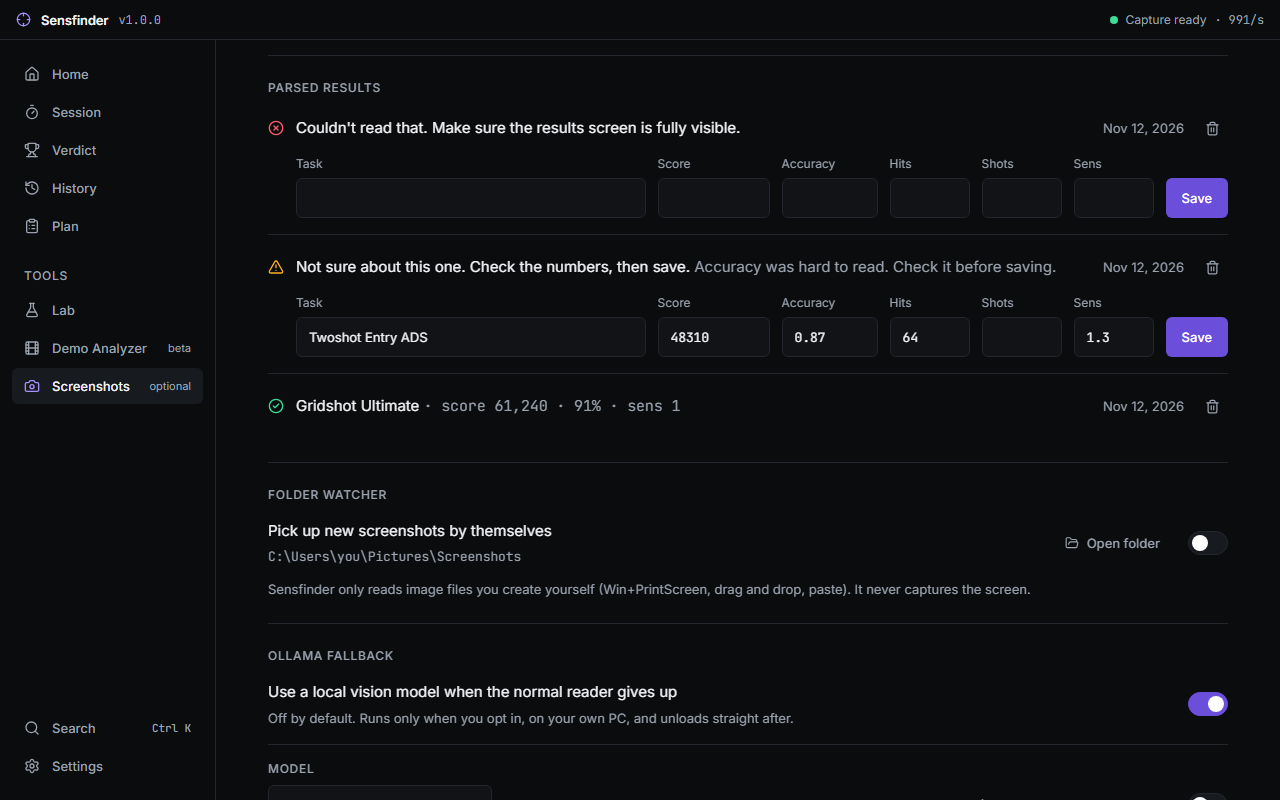 Sensfinder v1.0.0
Capture ready · 991/s
Home
Session
Verdict
History
Plan
TOOLS
Lab
Demo Analyzer beta
Screenshots optional
Search Ctrl K
Settings
PARSED RESULTS
Couldn't read that. Make sure the results screen is fully visible. Nov 12, 2026
Task Score Accuracy Hits Shots Sens
Save
Not sure about this one. Check the numbers, then save. Accuracy was hard to read. Check it before saving. Nov 12, 2026
Task Score Accuracy Hits Shots Sens
Twoshot Entry ADS 48310 0.87 64 1.3 Save
Gridshot Ultimate · score 61,240 · 91% · sens 1 Nov 12, 2026
FOLDER WATCHER
Pick up new screenshots by themselves
C:\Users\you\Pictures\Screenshots
Open folder
Sensfinder only reads image files you create yourself (Win+PrintScreen, drag and drop, paste). It never captures the screen.
OLLAMA FALLBACK
Use a local vision model when the normal reader gives up
Off by default. Runs only when you opt in, on your own PC, and unloads straight after.
MODEL